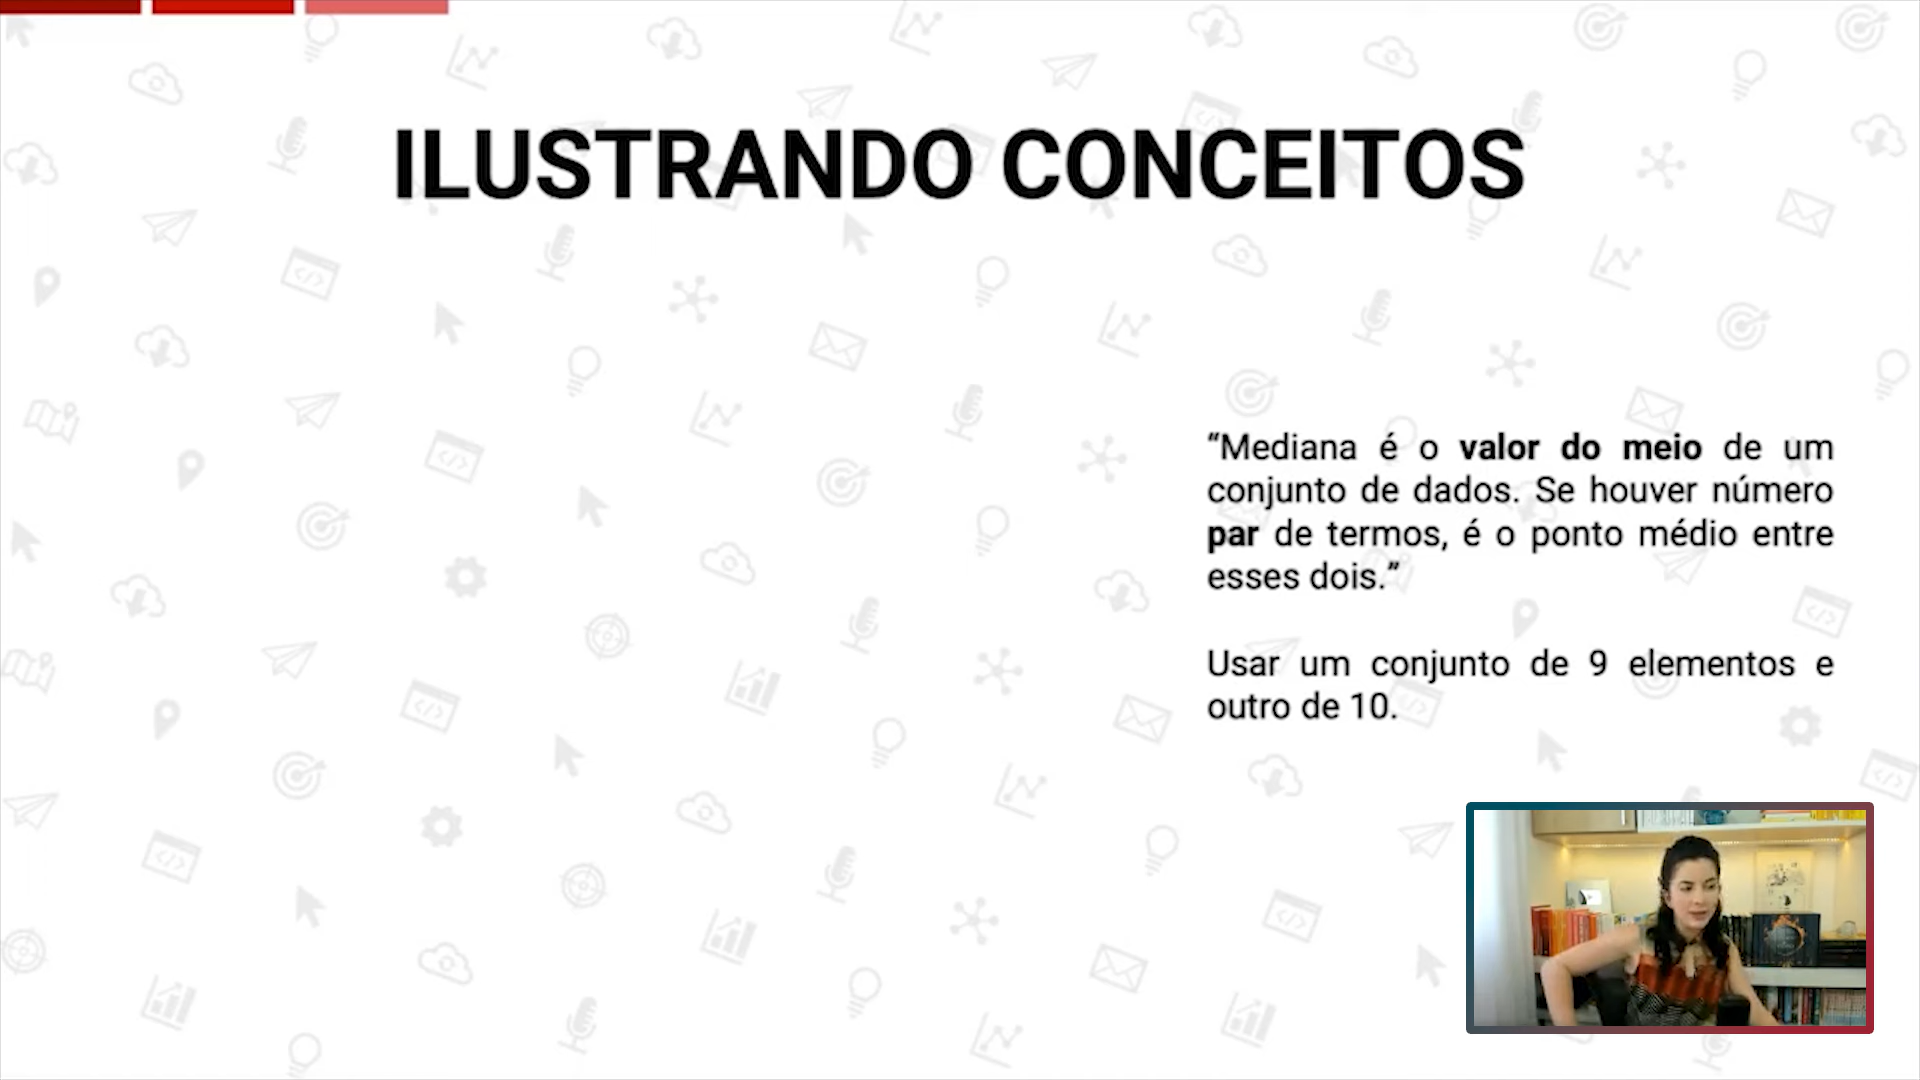 ILUSTRANDO CONCEITOS
“Mediana é o valor do meio de um
conjunto de dados. Se houver número
par de termos, é o ponto médio entre
esses dois.”
Usar um conjunto de 9 elementos e
outro de 10.